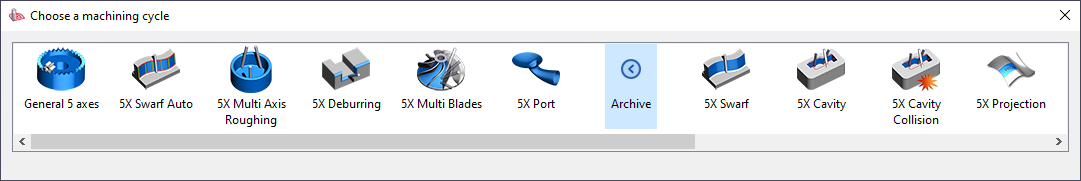 Choose a machining cycle
General 5 axes
5X Swarf Auto
5X Multi Axis
Roughing
5X Deburring
5X Multi Blades
5X Port
Archive
5X Swarf
5X Cavity
5X Cavity
Collision
5X Projection